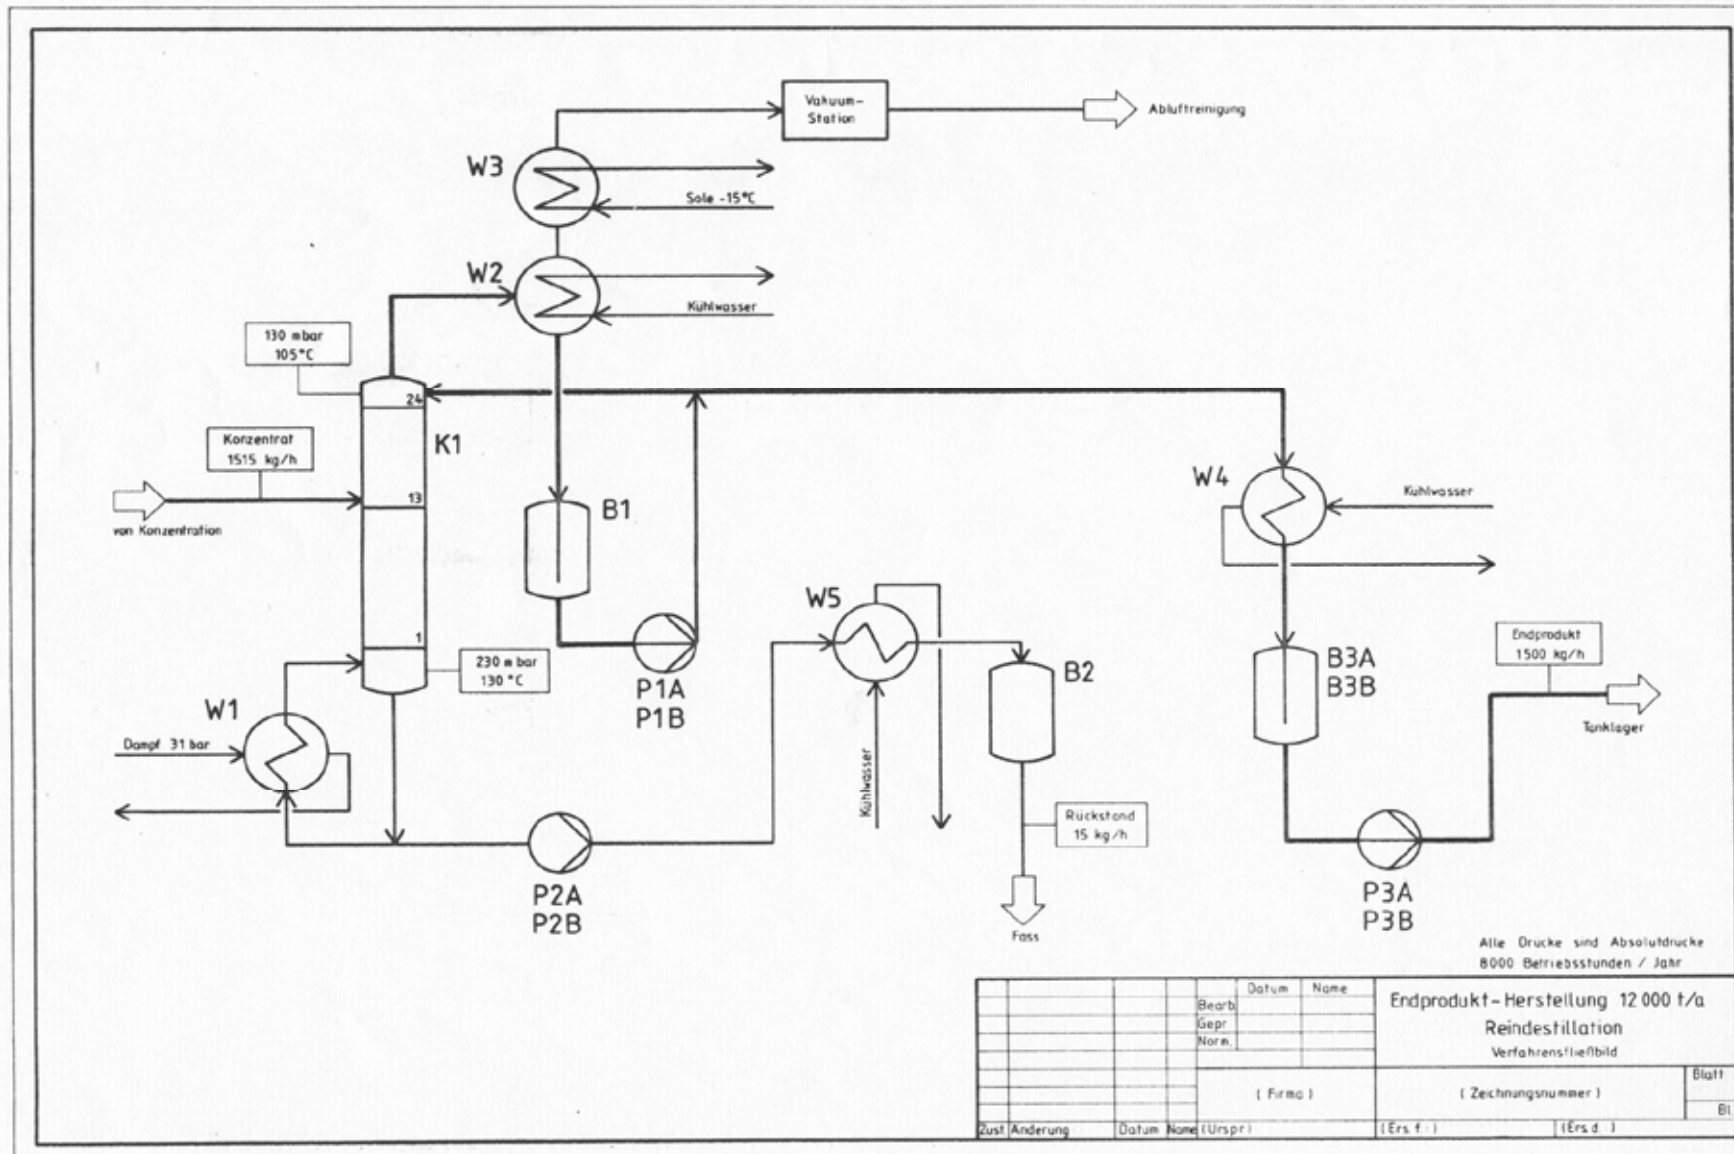 Vakuum-
Station
Abluftreinigung
W3
Sole -15°C
W2
Kühlwasser
130 mbar
105°C
24
K1
Konzentrat
1515 kg/h
13
von Konzentration
B1
W4
Kühlwasser
1
230 mbar
130 °C
P1A
P1B
W5
B2
Endprodukt
1500 kg/h
B3A
B3B
Tanklager
W1
Dampf 31 bar
Kühlwasser
Rückstand
15 kg/h
P2A
P2B
Fass
P3A
P3B
Alle Drücke sind Absolutdrücke
8000 Betriebsstunden / Jahr
Datum Name
Bearb.
Gepr.
Norm.
Endprodukt-Herstellung 12 000 t/a
Reindestillation
Verfahrensfließbild
( Firma )
( Zeichnungsnummer )
Blatt
Bl
Zust Änderung Datum Name (Urspr.) (Ers. f.: ) (Ers. d. )